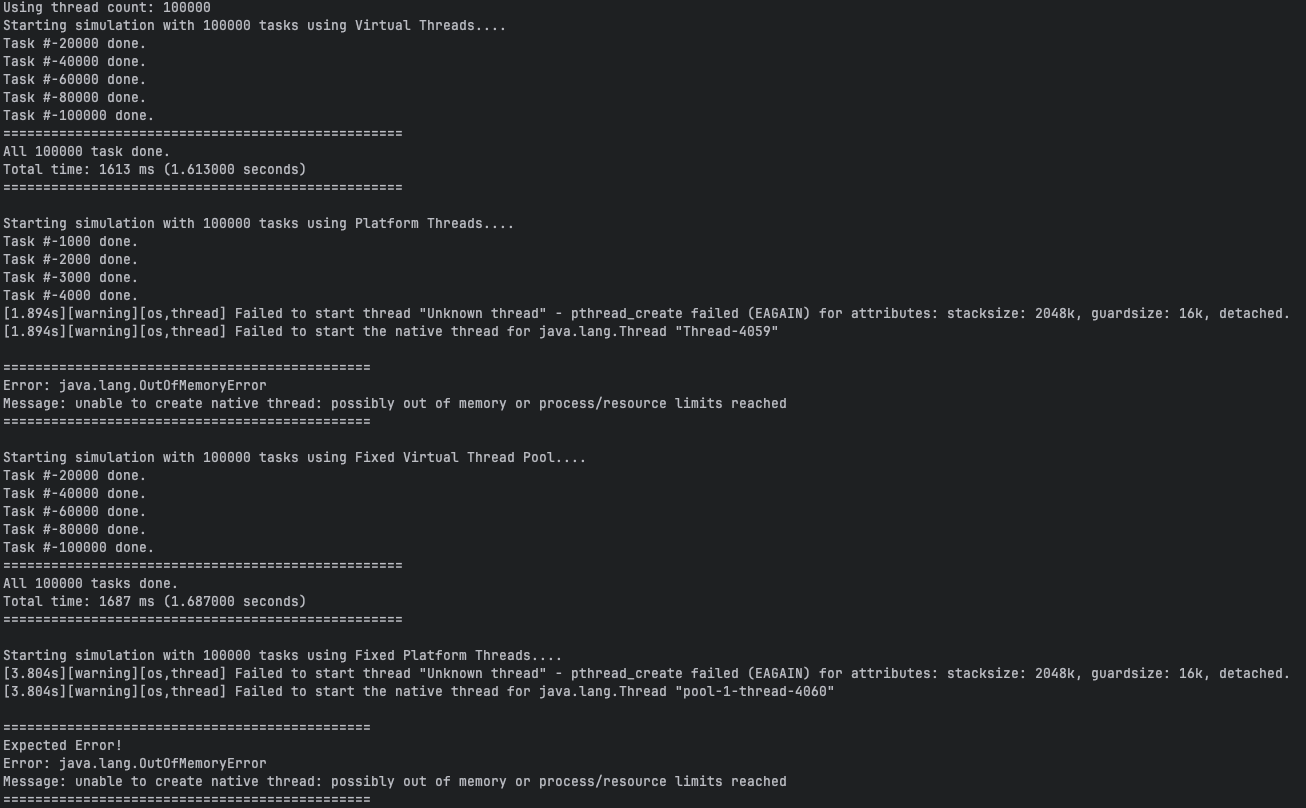 Using thread count: 100000
Starting simulation with 100000 tasks using Virtual Threads....
Task #-20000 done.
Task #-40000 done.
Task #-60000 done.
Task #-80000 done.
Task #-100000 done.
==================================================
All 100000 task done.
Total time: 1613 ms (1.613000 seconds)
==================================================
Starting simulation with 100000 tasks using Platform Threads....
Task #-1000 done.
Task #-2000 done.
Task #-3000 done.
Task #-4000 done.
[1.894s][warning][os,thread] Failed to start thread "Unknown thread" - pthread_create failed (EAGAIN) for attributes: stacksize: 2048k, guardsize: 16k, detached.
[1.894s][warning][os,thread] Failed to start the native thread for java.lang.Thread "Thread-4059"
==============================================
Error: java.lang.OutOfMemoryError
Message: unable to create native thread: possibly out of memory or process/resource limits reached
==============================================
Starting simulation with 100000 tasks using Fixed Virtual Thread Pool....
Task #-20000 done.
Task #-40000 done.
Task #-60000 done.
Task #-80000 done.
Task #-100000 done.
==================================================
All 100000 tasks done.
Total time: 1687 ms (1.687000 seconds)
==================================================
Starting simulation with 100000 tasks using Fixed Platform Threads....
[3.804s][warning][os,thread] Failed to start thread "Unknown thread" - pthread_create failed (EAGAIN) for attributes: stacksize: 2048k, guardsize: 16k, detached.
[3.804s][warning][os,thread] Failed to start the native thread for java.lang.Thread "pool-1-thread-4060"
==============================================
Expected Error!
Error: java.lang.OutOfMemoryError
Message: unable to create native thread: possibly out of memory or process/resource limits reached
==============================================